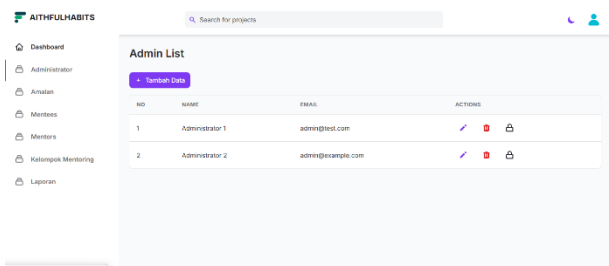 AITHFULHABITS
Search for projects
Dashboard
Administrator
Amalan
Mentees
Mentors
Kelompok Mentoring
Laporan
Admin List
+ Tambah Data
NO NAME EMAIL ACTIONS
1 Administrator 1 admin@test.com
2 Administrator 2 admin@example.com